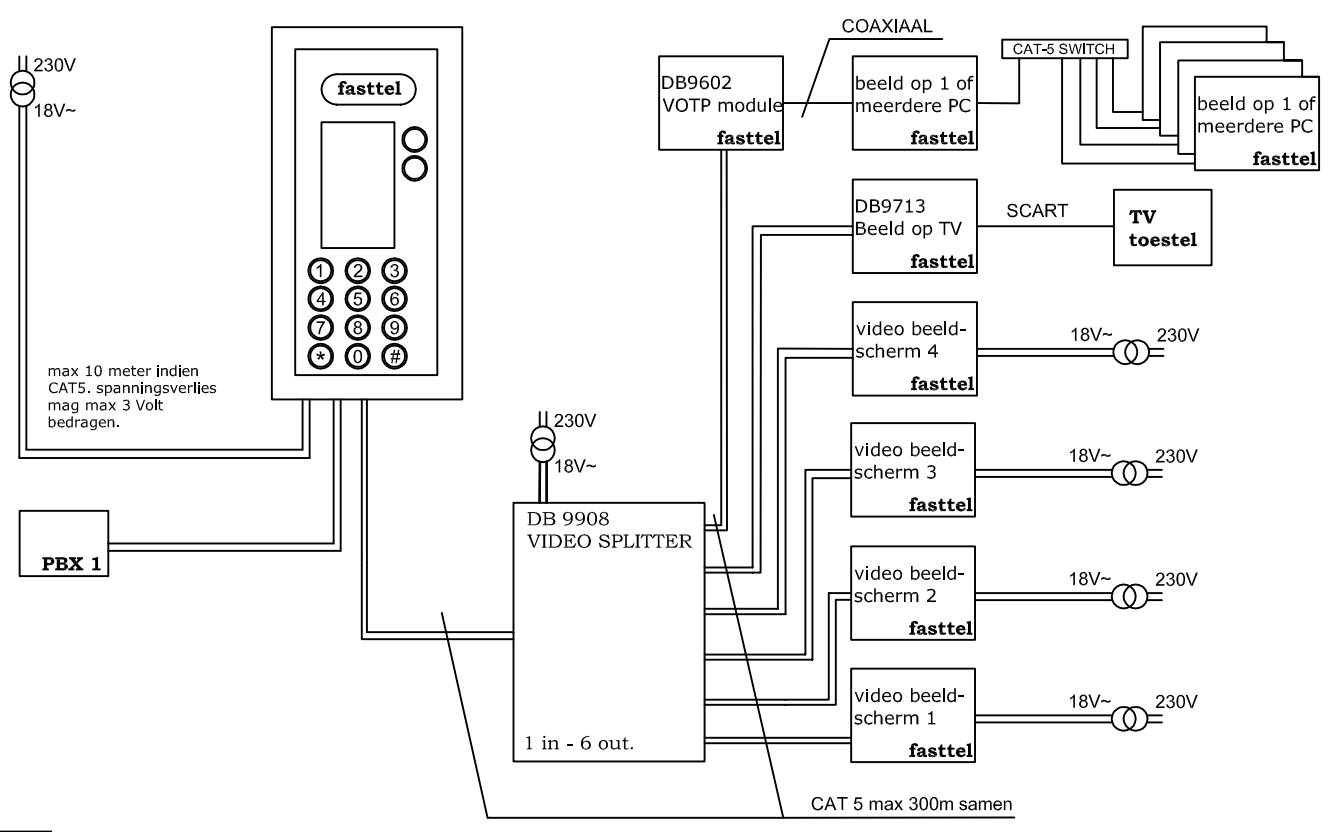 230V
18V~
fasttel
1 2 3
4 5 6
7 8 9
* 0 #
max 10 meter indien
CAT5. spanningsverlies
mag max 3 Volt
bedragen.
PBX 1
230V
18V~
DB 9908
VIDEO SPLITTER
1 in - 6 out.
COAXIAAL
DB9602
VOTP module
fasttel
beeld op 1 of
meerdere PC
fasttel
CAT-5 SWITCH
beeld op 1 of
meerdere PC
fasttel
DB9713
Beeld op TV
fasttel
SCART
TV
toestel
video beeld-
scherm 4
fasttel
18V~ 230V
video beeld-
scherm 3
fasttel
18V~ 230V
video beeld-
scherm 2
fasttel
18V~ 230V
video beeld-
scherm 1
fasttel
18V~ 230V
CAT 5 max 300m samen